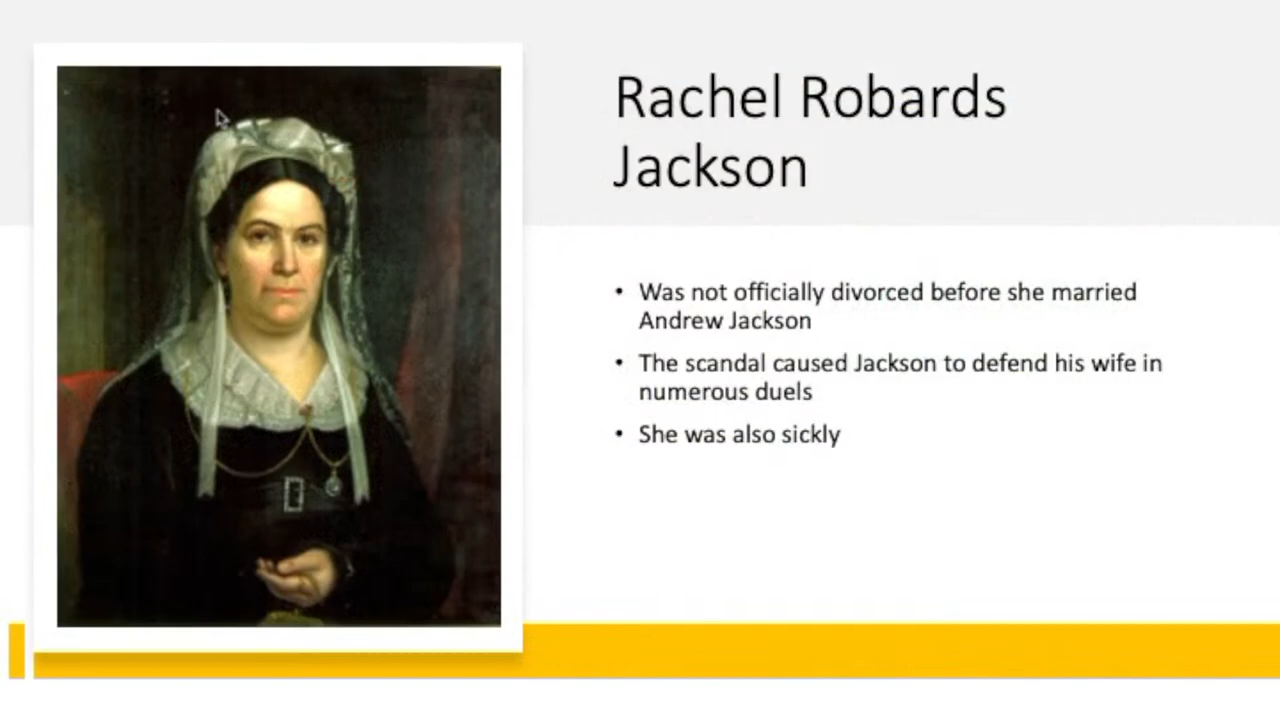 Rachel Robards
Jackson
• Was not officially divorced before she married
Andrew Jackson
• The scandal caused Jackson to defend his wife in
numerous duels
• She was also sickly